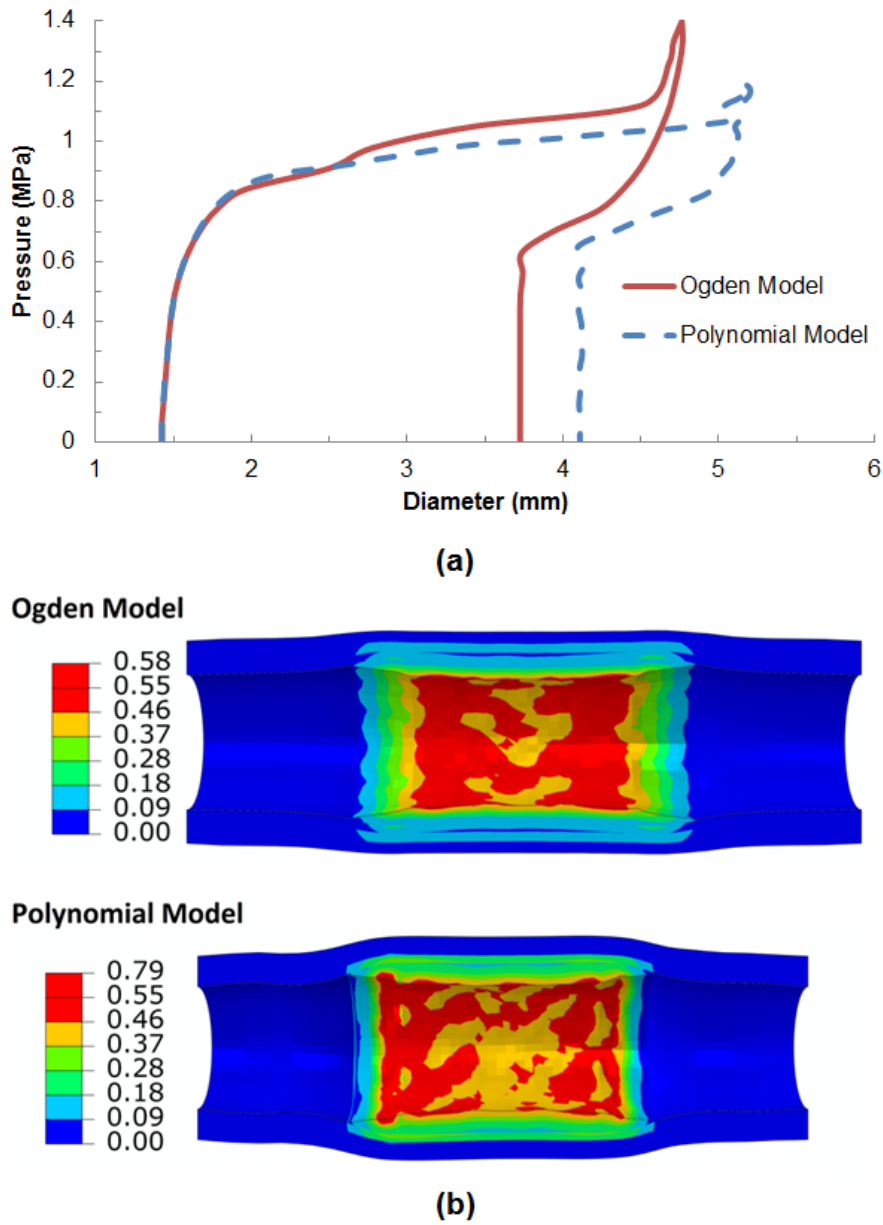 1.4
1.2
1
0.8
0.6
0.4
0.2
0
Pressure (MPa)
1 2 3 4 5 6
Diameter (mm)
Ogden Model
Polynomial Model
(a)
Ogden Model
0.58
0.55
0.46
0.37
0.28
0.18
0.09
0.00
Polynomial Model
0.79
0.55
0.46
0.37
0.28
0.18
0.09
0.00
(b)